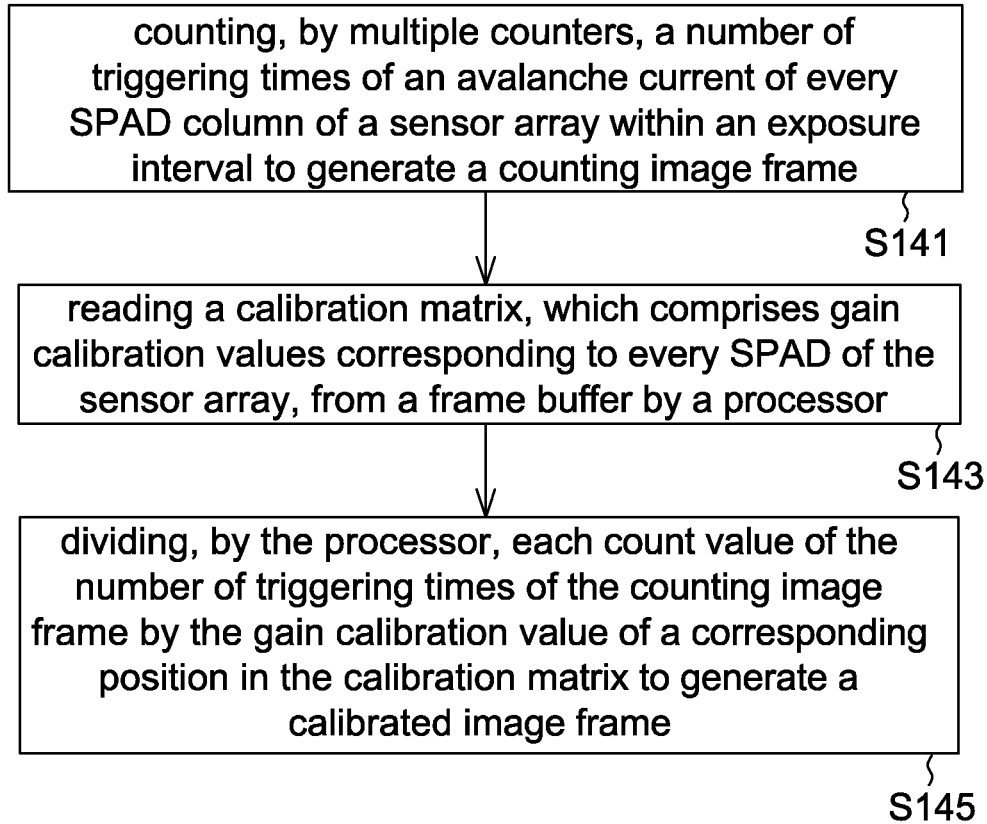 counting, by multiple counters, a number of
triggering times of an avalanche current of every
SPAD column of a sensor array within an exposure
interval to generate a counting image frame
S141
reading a calibration matrix, which comprises gain
calibration values corresponding to every SPAD of the
sensor array, from a frame buffer by a processor
S143
dividing, by the processor, each count value of the
number of triggering times of the counting image
frame by the gain calibration value of a corresponding
position in the calibration matrix to generate a
calibrated image frame
S145